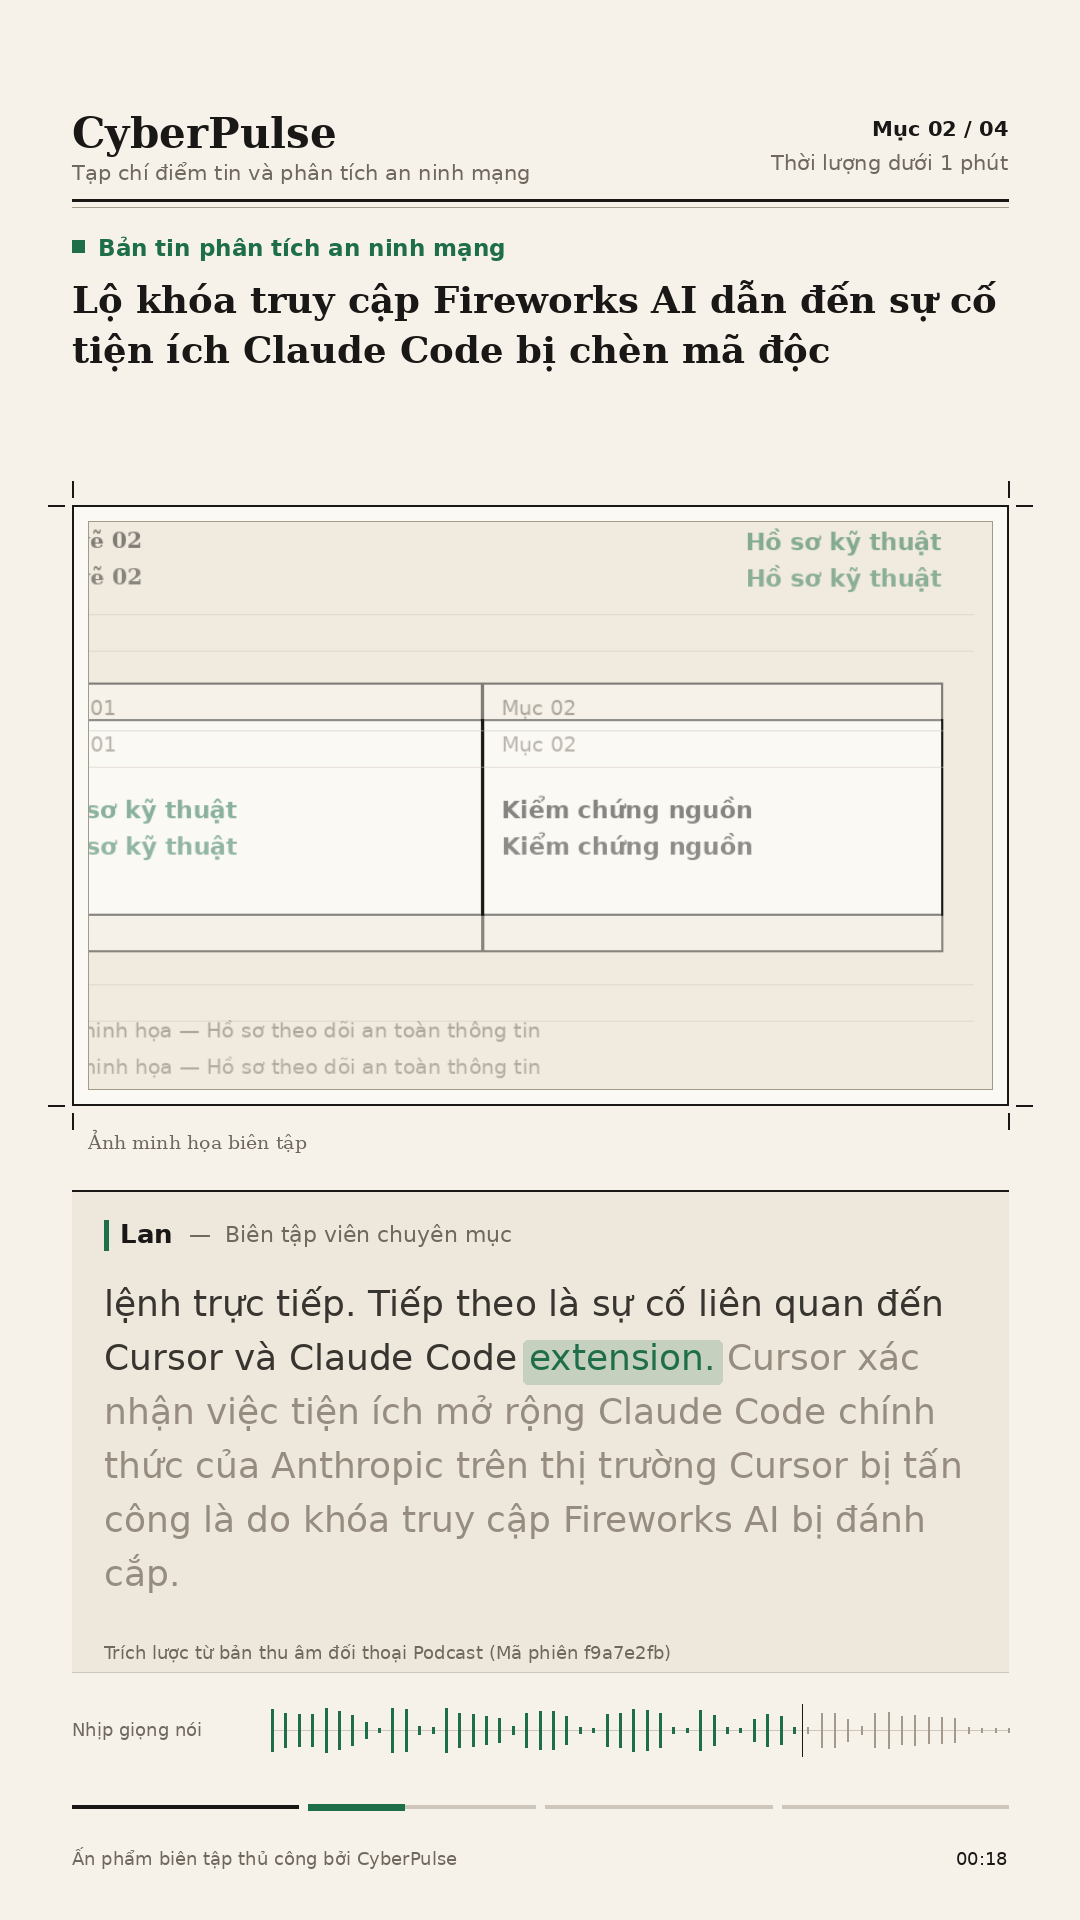 CyberPulse
Tạp chí điểm tin và phân tích an ninh mạng
Mục 02 / 04
Thời lượng dưới 1 phút
Bản tin phân tích an ninh mạng
Lộ khóa truy cập Fireworks AI dẫn đến sự cố
tiện ích Claude Code bị chèn mã độc
02
Hồ sơ kỹ thuật
02
Hồ sơ kỹ thuật
01
Mục 02
01
Mục 02
sơ kỹ thuật
Kiểm chứng nguồn
sơ kỹ thuật
Kiểm chứng nguồn
họa — Hồ sơ theo dõi an toàn thông tin
họa — Hồ sơ theo dõi an toàn thông tin
Ảnh minh họa biên tập
Lan — Biên tập viên chuyên mục
lệnh trực tiếp. Tiếp theo là sự cố liên quan đến
Cursor và Claude Code extension. Cursor xác
nhận việc tiện ích mở rộng Claude Code chính
thức của Anthropic trên thị trường Cursor bị tấn
công là do khóa truy cập Fireworks AI bị đánh
cắp.
Trích lược từ bản thu âm đối thoại Podcast (Mã phiên f9a7e2fb)
Nhịp giọng nói
Ấn phẩm biên tập thủ công bởi CyberPulse
00:18